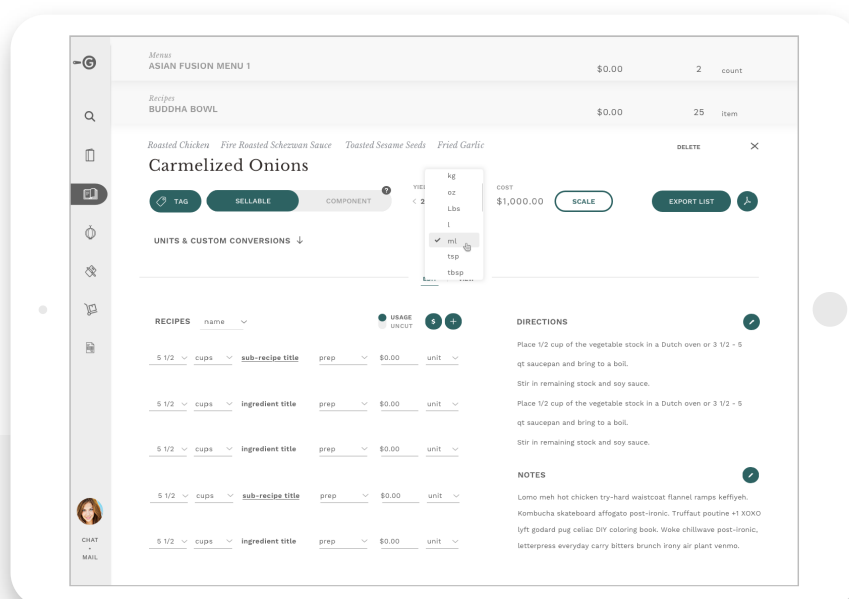 G
Menus
ASIAN FUSION MENU 1
$0.00 2 count
Recipes
BUDDHA BOWL
$0.00 25 item
Roasted Chicken Fire Roasted Schezwan Sauce Toasted Sesame Seeds Fried Garlic
DELETE
Carmelized Onions
TAG SELLABLE COMPONENT ?
2
kg
oz
Lbs
l
ml
tsp
tbsp
COST
$1,000.00 SCALE EXPORT LIST
UNITS & CUSTOM CONVERSIONS
RECIPES name
USAGE
UNCUT
$ +
5 1/2 cups sub-recipe title prep $0.00 unit
5 1/2 cups ingredient title prep $0.00 unit
5 1/2 cups ingredient title prep $0.00 unit
5 1/2 cups sub-recipe title prep $0.00 unit
5 1/2 cups ingredient title prep $0.00 unit
DIRECTIONS
Place 1/2 cup of the vegetable stock in a Dutch oven or 3 1/2 - 5
qt saucepan and bring to a boil.
Stir in remaining stock and soy sauce.
Place 1/2 cup of the vegetable stock in a Dutch oven or 3 1/2 - 5
qt saucepan and bring to a boil.
Stir in remaining stock and soy sauce.
NOTES
Lomo meh hot chicken try-hard waistcoat flannel ramps keffiyeh.
Kombucha skateboard affogato post-ironic. Truffaut poutine +1 XOXO
lyft godard pug celiac DIY coloring book. Woke chillwave post-ironic,
letterpress everyday carry bitters brunch irony air plant venmo.
CHAT
•
MAIL